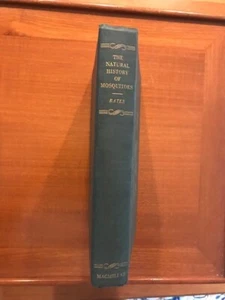 THE
NATURAL
HISTORY
OF
MOSQUITOES
BATES
MACMILLAN